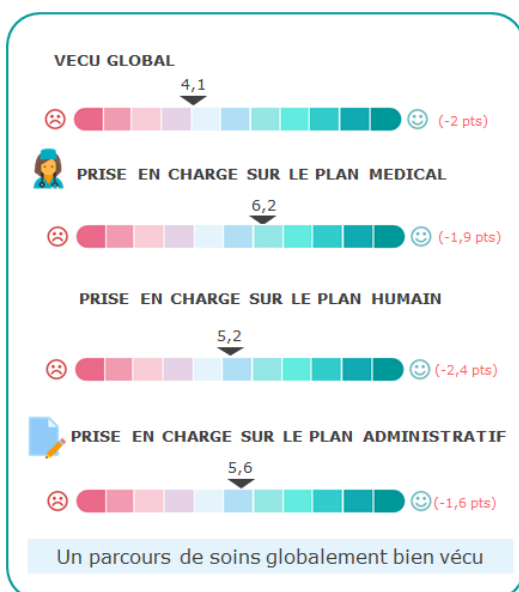 VECU GLOBAL
4,1
(-2 pts)
PRISE EN CHARGE SUR LE PLAN MEDICAL
6,2
(-1,9 pts)
PRISE EN CHARGE SUR LE PLAN HUMAIN
5,2
(-2,4 pts)
PRISE EN CHARGE SUR LE PLAN ADMINISTRATIF
5,6
(-1,6 pts)
Un parcours de soins globalement bien vécu